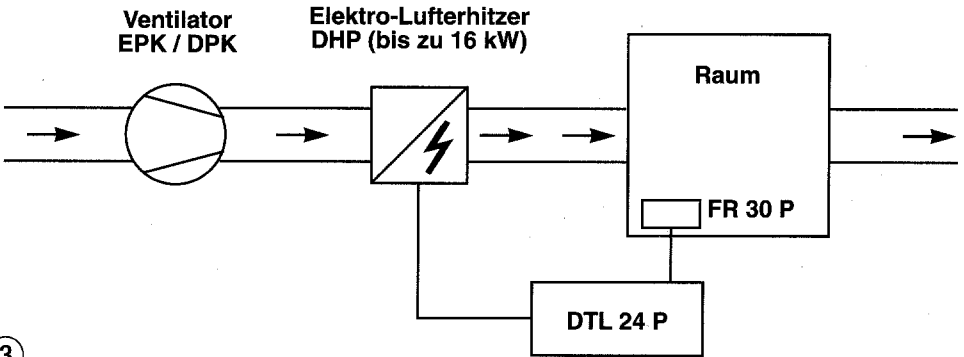 Ventilator
EPK / DPK
Elektro-Lufterhitzer
DHP (bis zu 16 kW)
Raum
FR 30 P
DTL 24 P
3